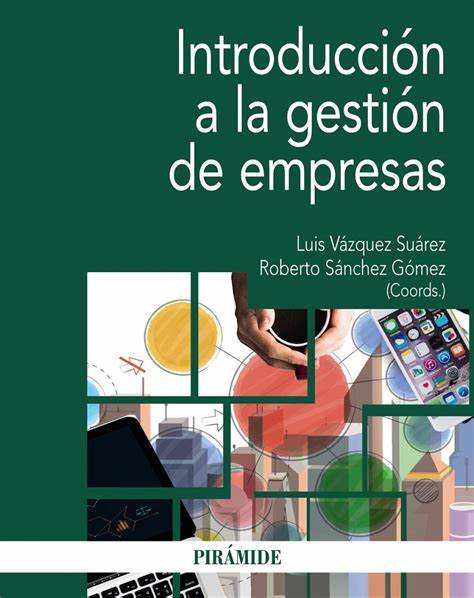 Introducción
a la gestión
de empresas
Luis Vázquez Suárez
Roberto Sánchez Gómez
(Coords.)
PIRÁMIDE